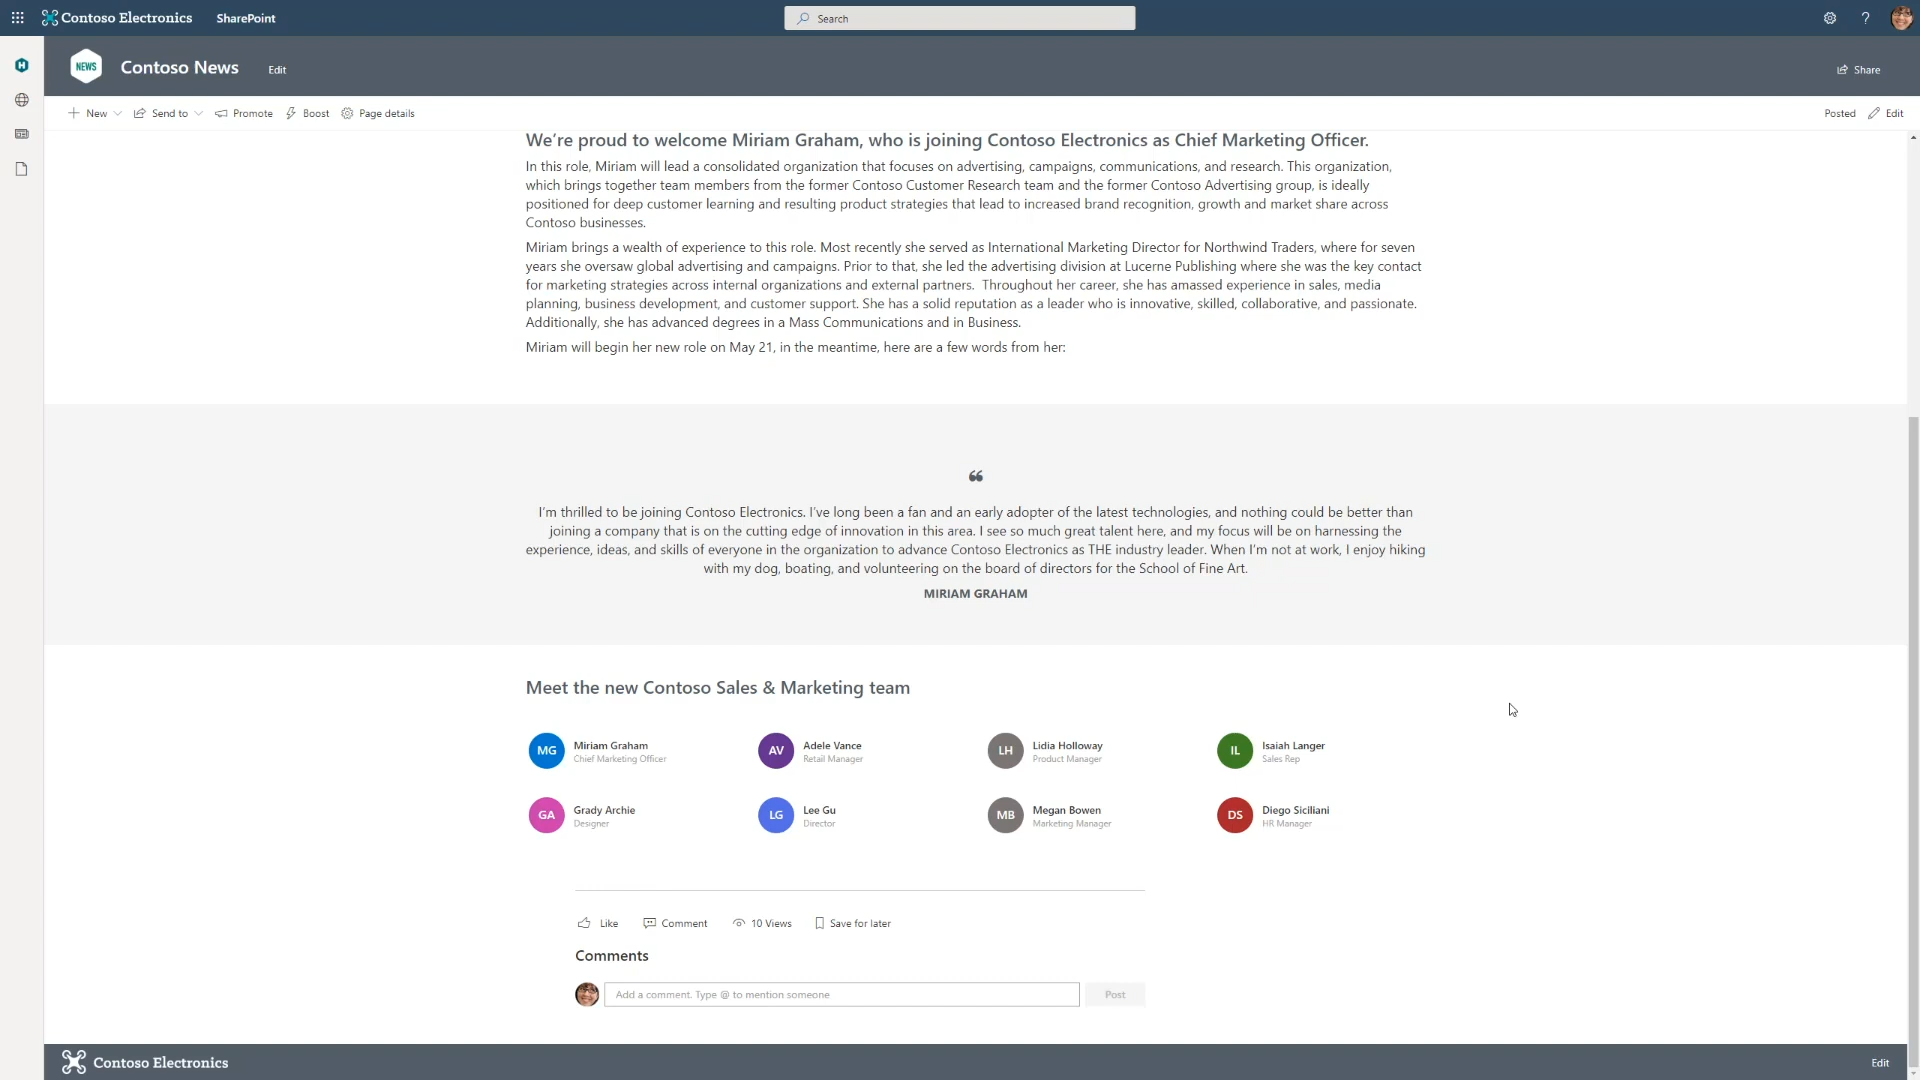 Contoso Electronics SharePoint Search ?
NEWS Contoso News Edit Share
New Send to Promote Boost Page details Posted Edit
We’re proud to welcome Miriam Graham, who is joining Contoso Electronics as Chief Marketing Officer.
In this role, Miriam will lead a consolidated organization that focuses on advertising, campaigns, communications, and research. This organization,
which brings together team members from the former Contoso Customer Research team and the former Contoso Advertising group, is ideally
positioned for deep customer learning and resulting product strategies that lead to increased brand recognition, growth and market share across
Contoso businesses.
Miriam brings a wealth of experience to this role. Most recently she served as International Marketing Director for Northwind Traders, where for seven
years she oversaw global advertising and campaigns. Prior to that, she led the advertising division at Lucerne Publishing where she was the key contact
for marketing strategies across internal organizations and external partners.  Throughout her career, she has amassed experience in sales, media
planning, business development, and customer support. She has a solid reputation as a leader who is innovative, skilled, collaborative, and passionate.
Additionally, she has advanced degrees in a Mass Communications and in Business.
Miriam will begin her new role on May 21, in the meantime, here are a few words from her:
❝
I’m thrilled to be joining Contoso Electronics. I’ve long been a fan and an early adopter of the latest technologies, and nothing could be better than
joining a company that is on the cutting edge of innovation in this area. I see so much great talent here, and my focus will be on harnessing the
experience, ideas, and skills of everyone in the organization to advance Contoso Electronics as THE industry leader. When I’m not at work, I enjoy hiking
with my dog, boating, and volunteering on the board of directors for the School of Fine Art.
MIRIAM GRAHAM
Meet the new Contoso Sales & Marketing team
MG Miriam Graham AV Adele Vance LH Lidia Holloway IL Isaiah Langer
Chief Marketing Officer Retail Manager Product Manager Sales Rep
GA Grady Archie LG Lee Gu MB Megan Bowen DS Diego Siciliani
Designer Director Marketing Manager HR Manager
Like Comment 10 Views Save for later
Comments
Add a comment. Type @ to mention someone Post
Contoso Electronics Edit